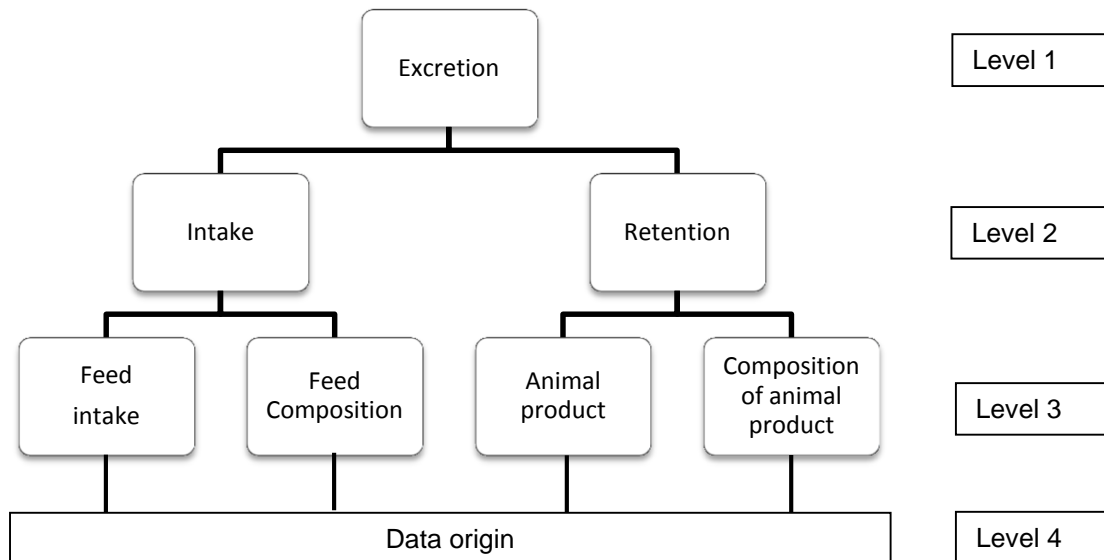 Excretion
Level 1
Intake
Retention
Level 2
Feed
intake
Feed
Composition
Animal
product
Composition
of animal
product
Level 3
Data origin
Level 4